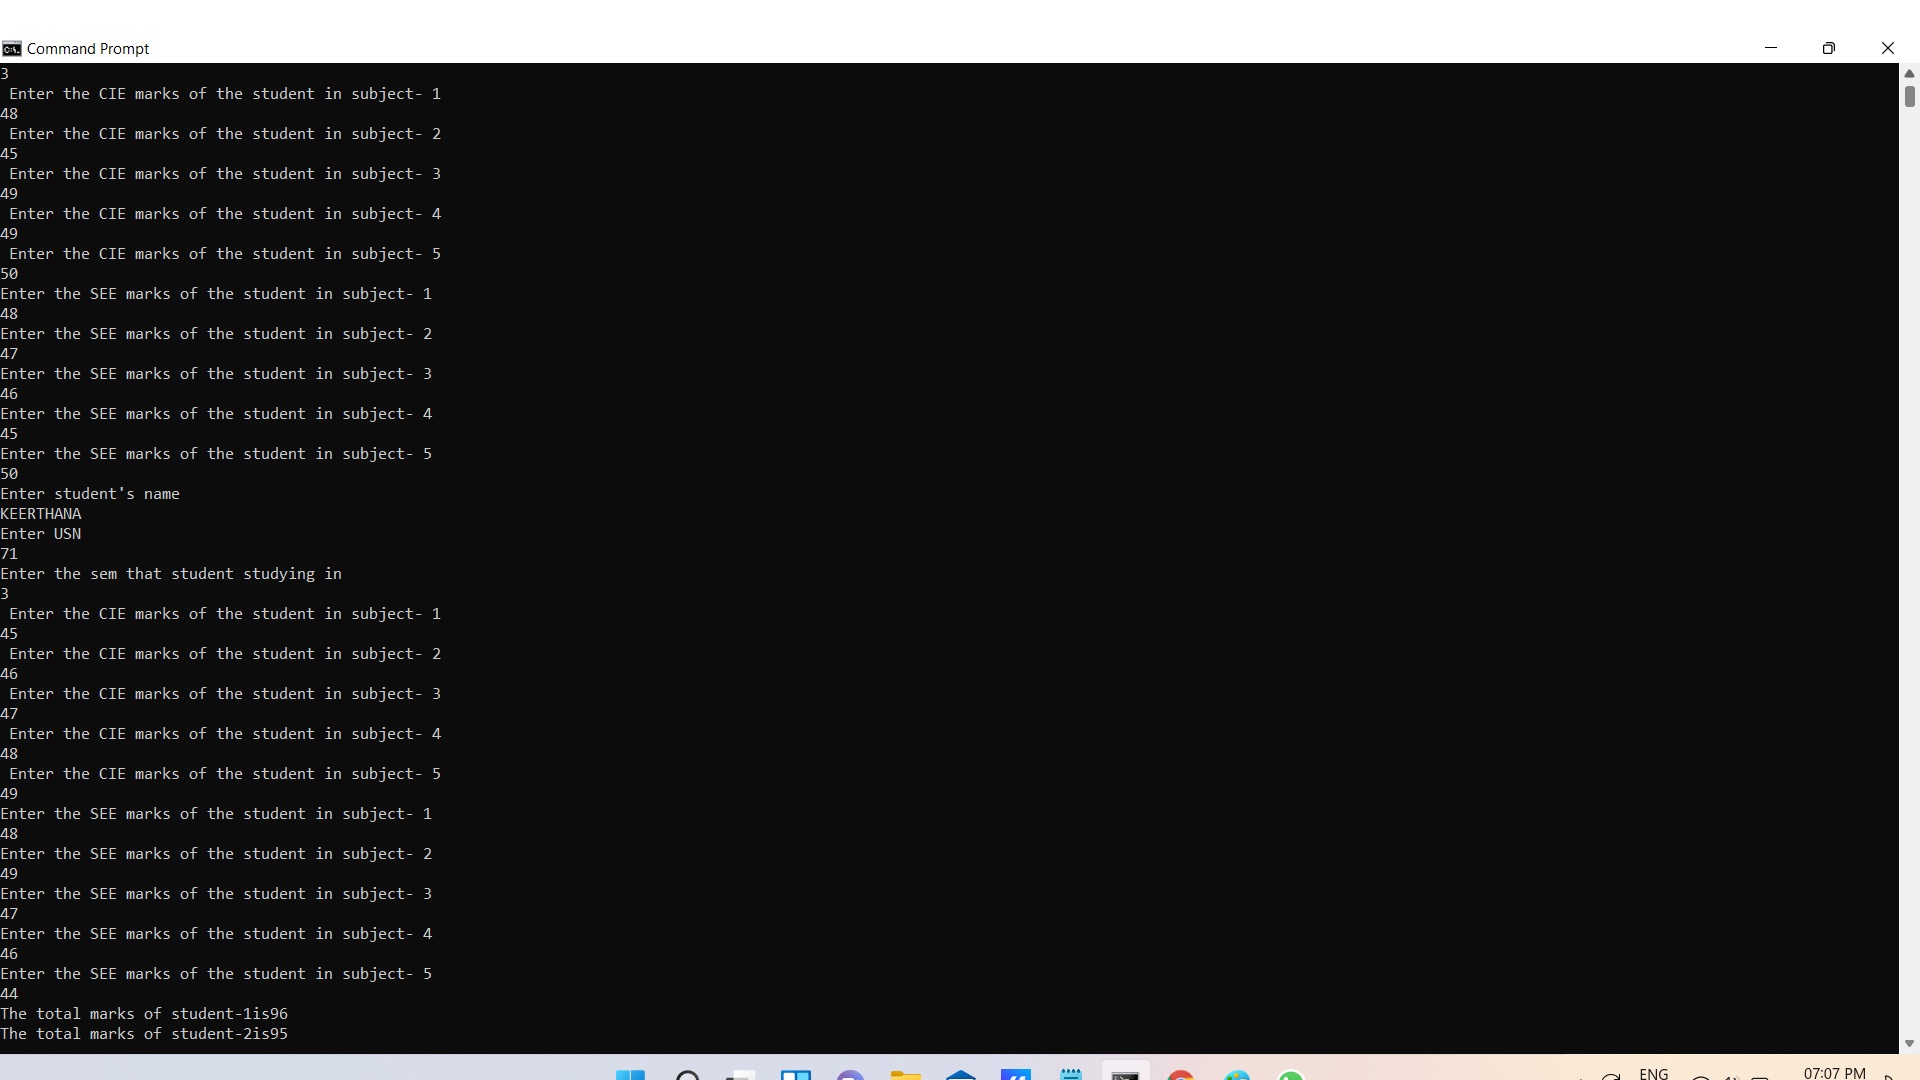 Command Prompt
3
 Enter the CIE marks of the student in subject- 1
48
 Enter the CIE marks of the student in subject- 2
45
 Enter the CIE marks of the student in subject- 3
49
 Enter the CIE marks of the student in subject- 4
49
 Enter the CIE marks of the student in subject- 5
50
Enter the SEE marks of the student in subject- 1
48
Enter the SEE marks of the student in subject- 2
47
Enter the SEE marks of the student in subject- 3
46
Enter the SEE marks of the student in subject- 4
45
Enter the SEE marks of the student in subject- 5
50
Enter student's name
KEERTHANA
Enter USN
71
Enter the sem that student studying in
3
 Enter the CIE marks of the student in subject- 1
45
 Enter the CIE marks of the student in subject- 2
46
 Enter the CIE marks of the student in subject- 3
47
 Enter the CIE marks of the student in subject- 4
48
 Enter the CIE marks of the student in subject- 5
49
Enter the SEE marks of the student in subject- 1
48
Enter the SEE marks of the student in subject- 2
49
Enter the SEE marks of the student in subject- 3
47
Enter the SEE marks of the student in subject- 4
46
Enter the SEE marks of the student in subject- 5
44
The total marks of student-1is96
The total marks of student-2is95
ENG
07:07 PM